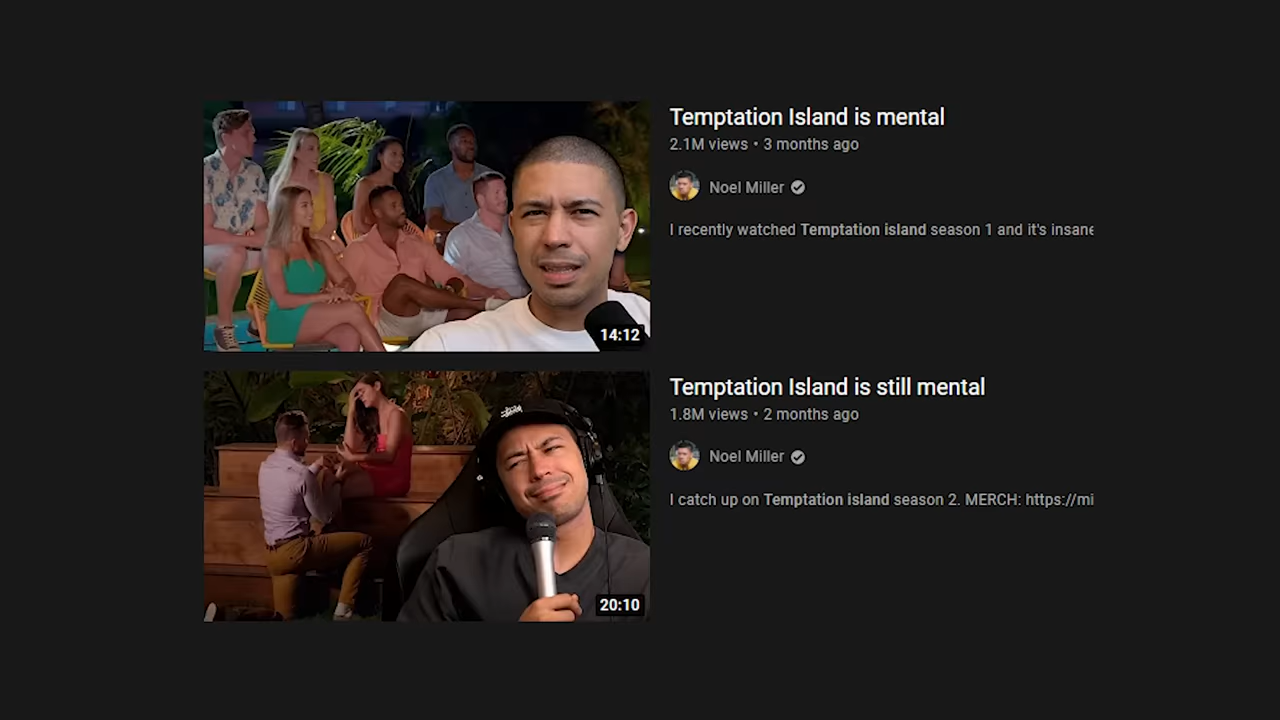 Temptation Island is mental
2.1M views • 3 months ago
Noel Miller
I recently watched Temptation island season 1 and it's insane
14:12
Temptation Island is still mental
1.8M views • 2 months ago
Noel Miller
I catch up on Temptation island season 2. MERCH: https://mi
20:10